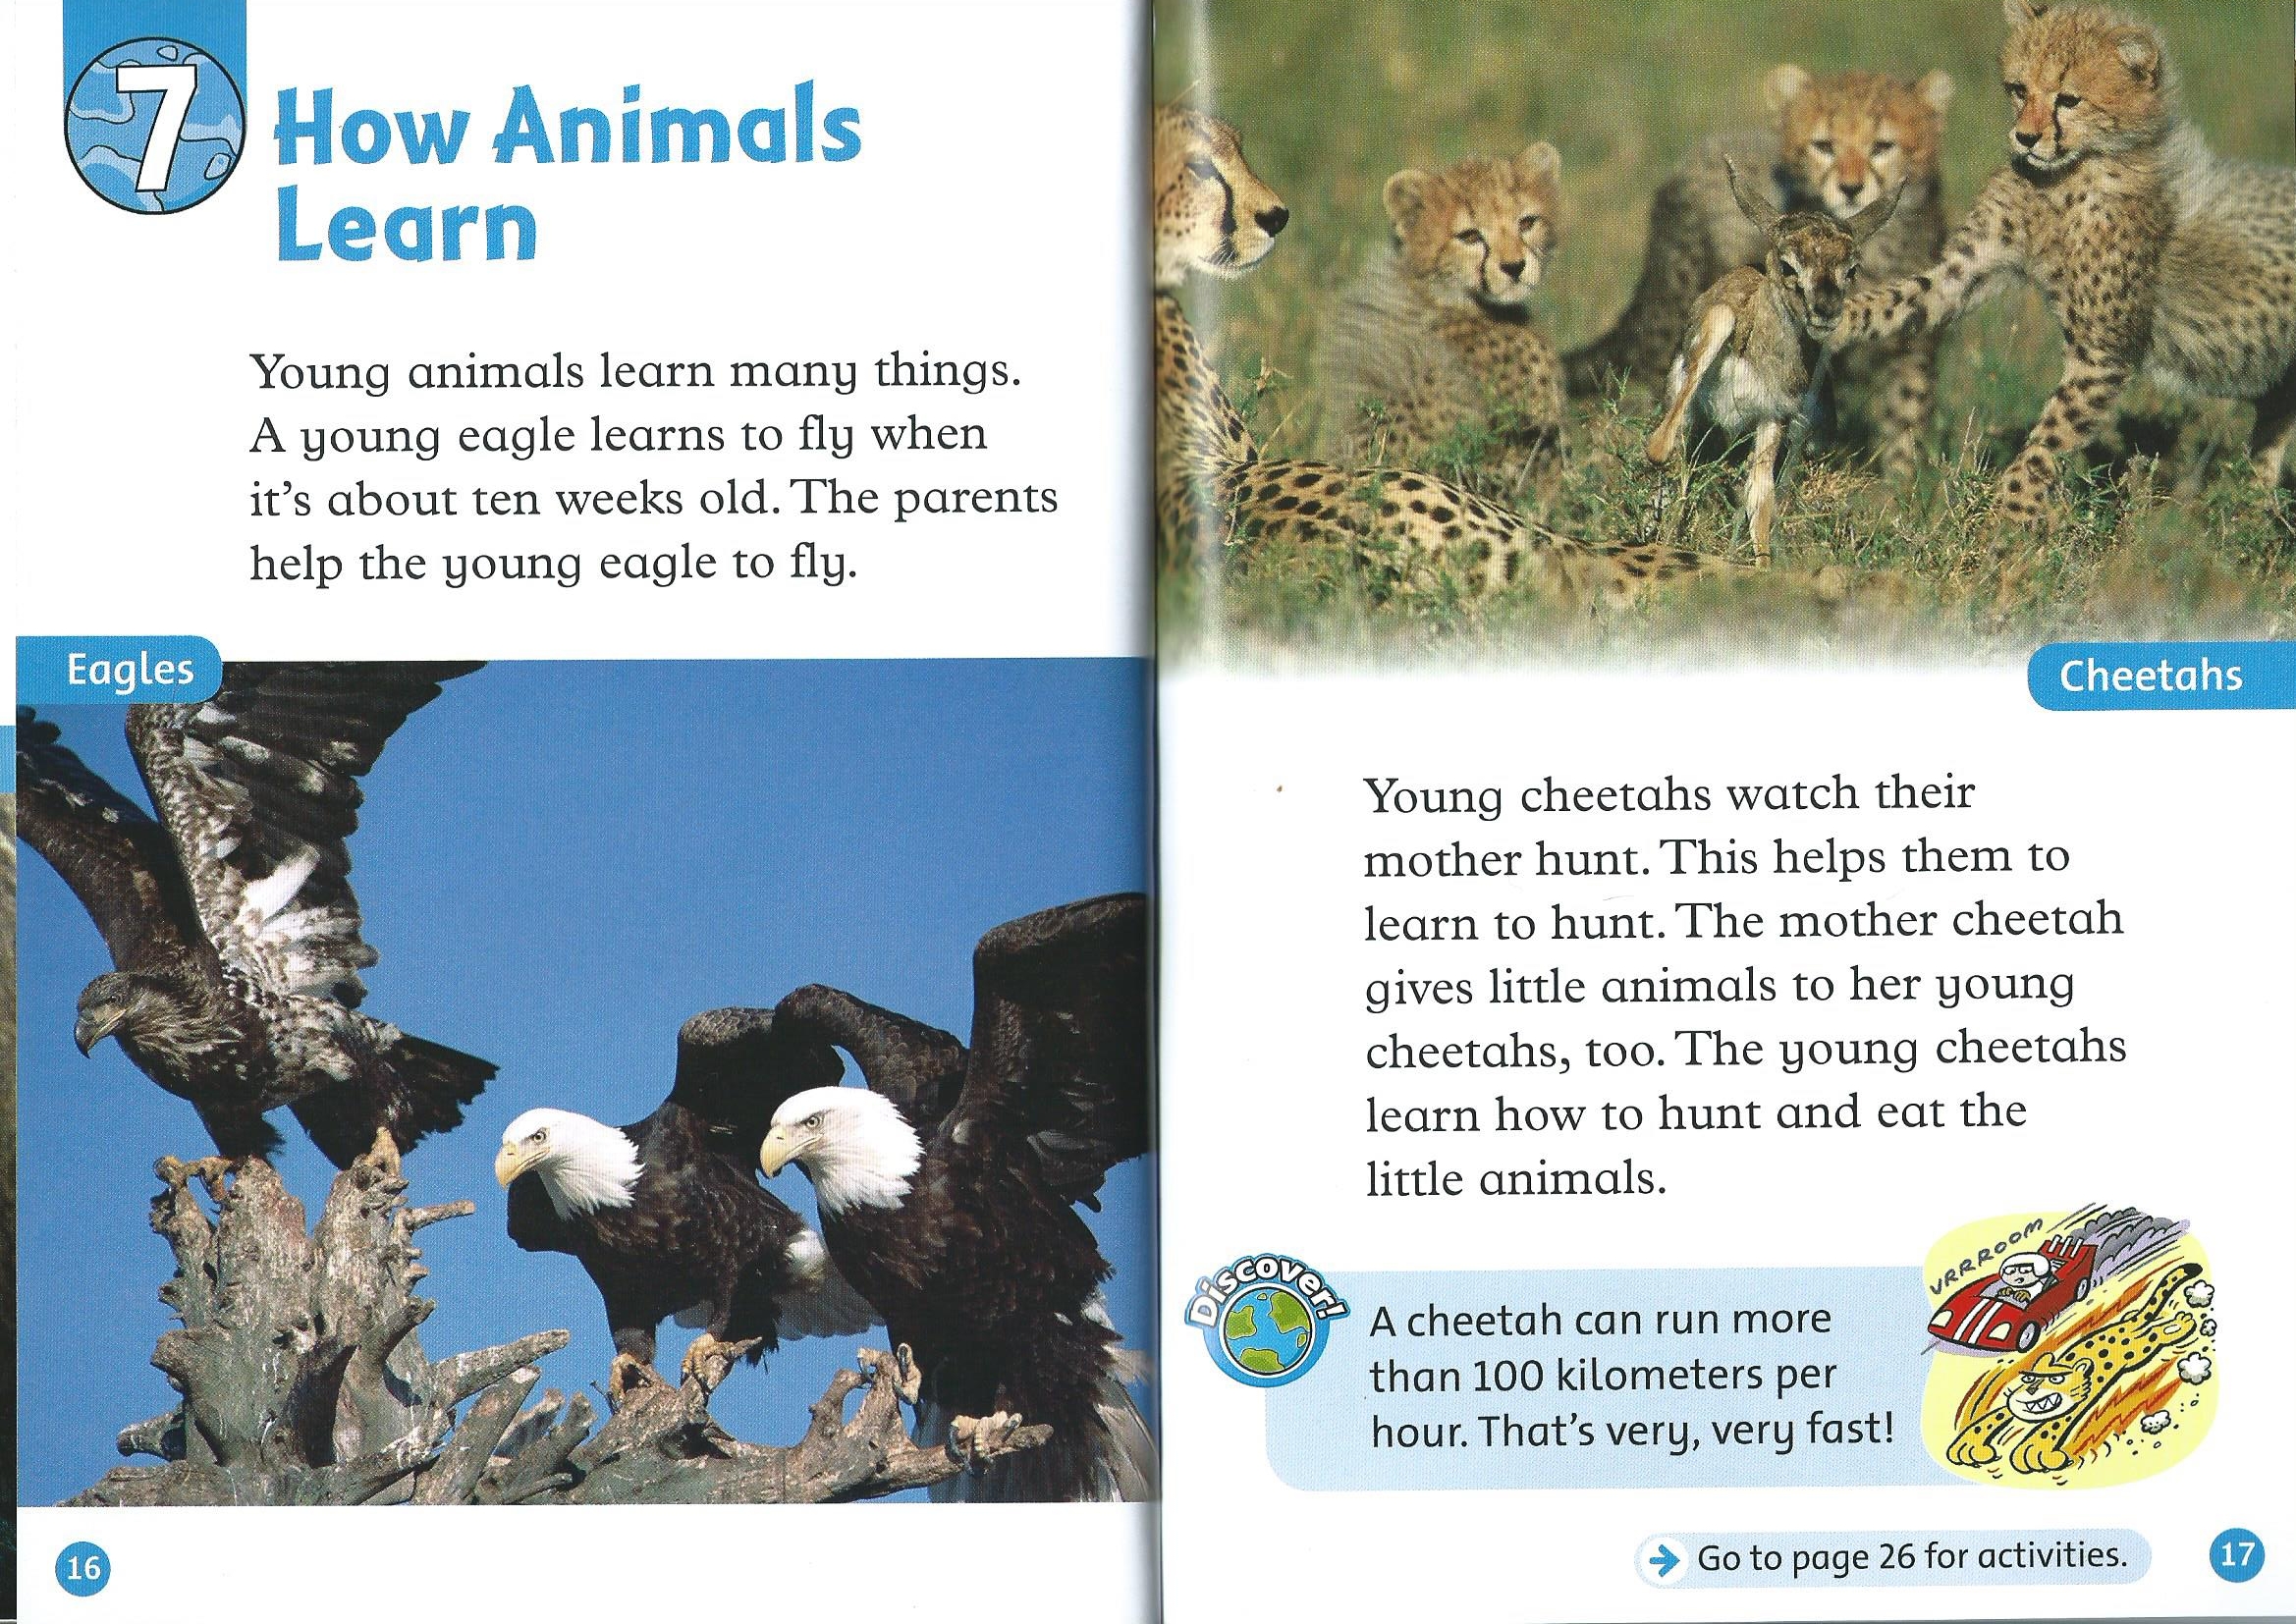 7
How Animals
Learn
Young animals learn many things.
A young eagle learns to fly when
it's about ten weeks old. The parents
help the young eagle to fly.
Eagles
16
Cheetahs
Young cheetahs watch their
mother hunt. This helps them to
learn to hunt. The mother cheetah
gives little animals to her young
cheetahs, too. The young cheetahs
learn how to hunt and eat the
little animals.
Discover!
A cheetah can run more
than 100 kilometers per
hour. That's very, very fast!
VRRROOM
Go to page 26 for activities.
17